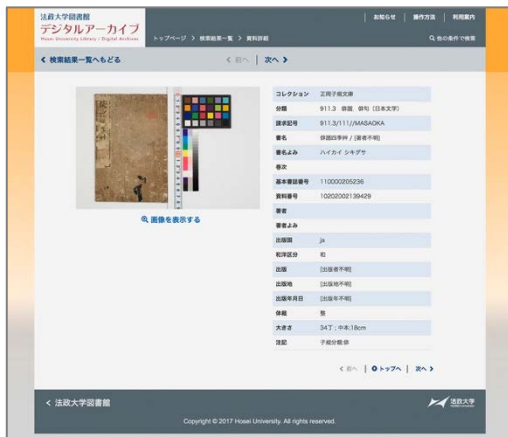 法政大学図書館
デジタルアーカイブ
Hosei University Library / Digital Archives
お知らせ | 操作方法 | 利用案内
トップページ > 検索結果一覧 > 資料詳細
他の条件で検索
検索結果一覧へもどる
前へ | 次へ
画像を表示する
コレクション 正岡子規文庫
分類 911.3 俳諧．俳句（日本文学）
請求記号 911.3/111//MASAOKA
書名 俳諧四季艸 / [著者不明]
書名よみ ハイカイ シキグサ
巻次
基本書誌番号 110000205236
資料番号 10202002139429
著者
著者よみ
出版国 ja
和洋区分 和
出版 [出版者不明]
出版地 [出版地不明]
出版年月日 [出版年不明]
体裁 整
大きさ 34丁 ; 中本;18cm
注記 子規分類:俳
前へ | トップへ | 次へ
法政大学図書館
法政大学
Copyright © 2017 Hosei University. All rights reserved.